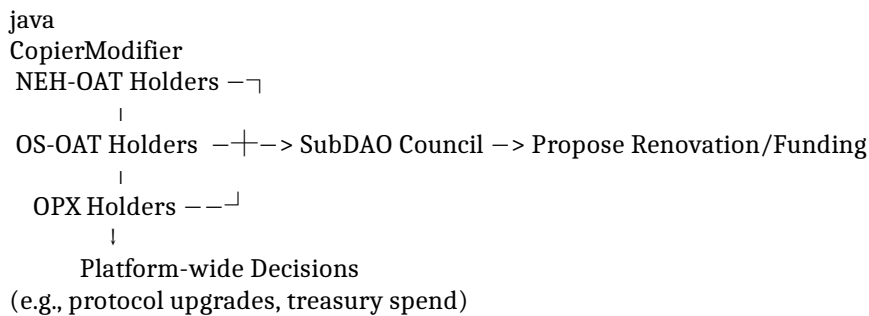 java
CopierModifier
NEH-OAT Holders —┐
|
OS-OAT Holders —┼—> SubDAO Council —> Propose Renovation/Funding
|
OPX Holders ——┘
↓
Platform-wide Decisions
(e.g., protocol upgrades, treasury spend)